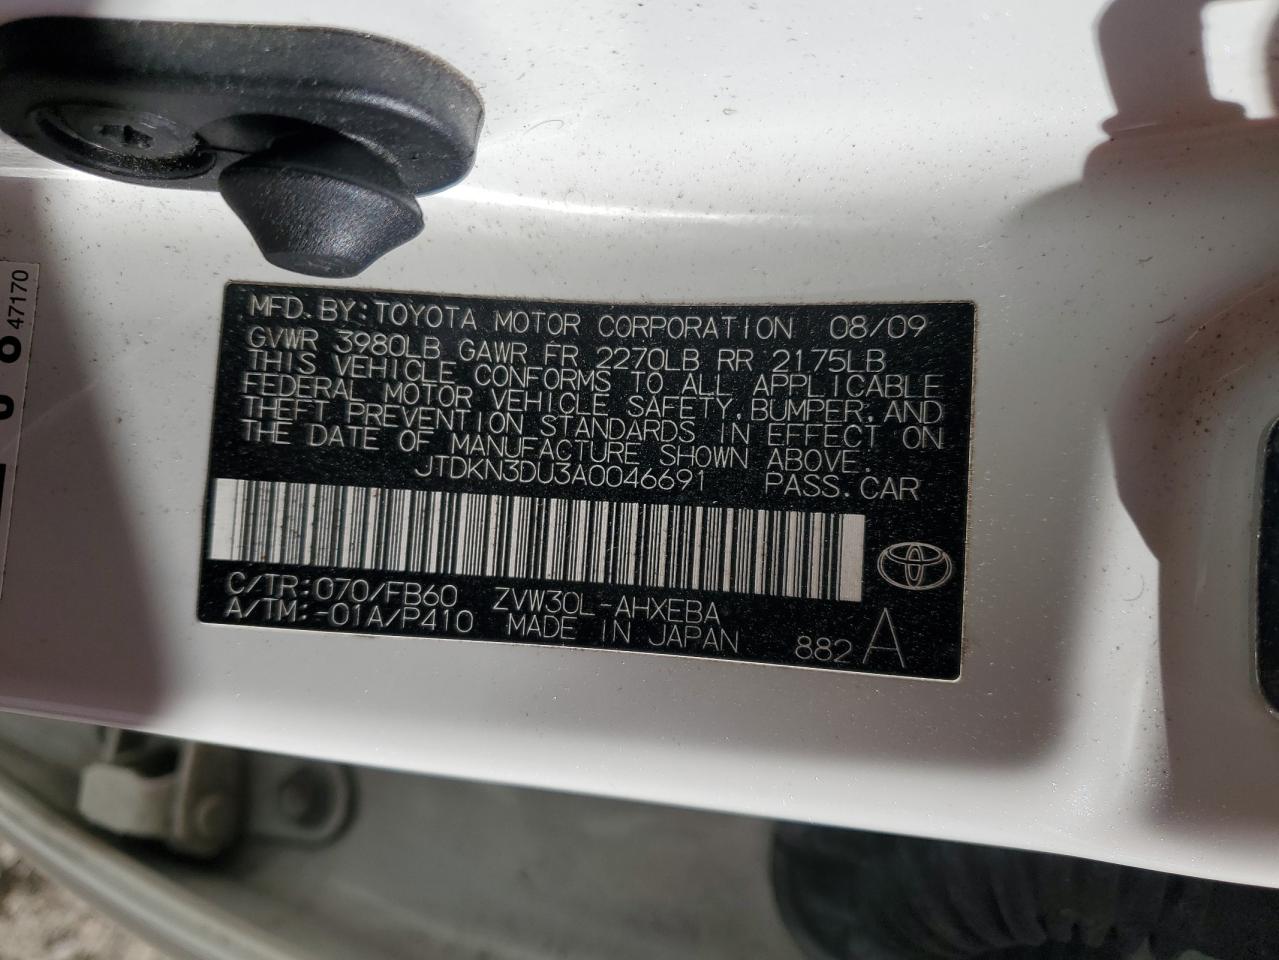 MFD. BY: TOYOTA MOTOR CORPORATION 08/09
GVWR 3980LB GAWR FR 2270LB RR 2175LB
THIS VEHICLE CONFORMS TO ALL APPLICABLE
FEDERAL MOTOR VEHICLE SAFETY, BUMPER, AND
THEFT PREVENTION STANDARDS IN EFFECT ON
THE DATE OF MANUFACTURE SHOWN ABOVE.
JTDKN3DU3A0046691 PASS. CAR
C/TR: 070/FB60 ZVW30L-AHXEBA
A/TM: -01A/P410 MADE IN JAPAN 882 A
47170